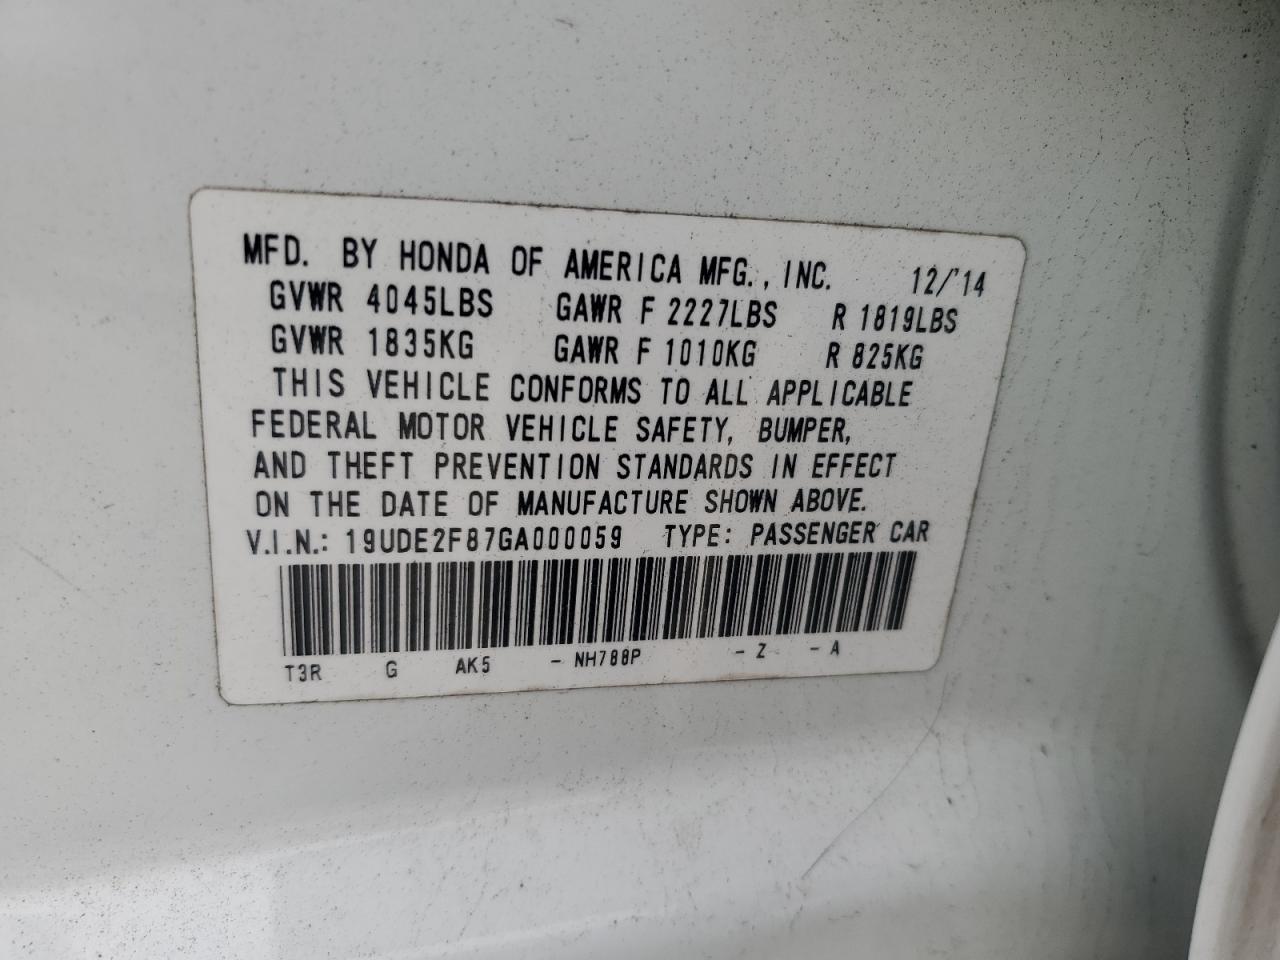 MFD. BY HONDA OF AMERICA MFG., INC. 12/'14
GVWR 4045LBS GAWR F 2227LBS R 1819LBS
GVWR 1835KG GAWR F 1010KG R 825KG
THIS VEHICLE CONFORMS TO ALL APPLICABLE
FEDERAL MOTOR VEHICLE SAFETY, BUMPER,
AND THEFT PREVENTION STANDARDS IN EFFECT
ON THE DATE OF MANUFACTURE SHOWN ABOVE.
V.I.N.: 19UDE2F87GA000059 TYPE: PASSENGER CAR
T3R G AK5 - NH788P - Z - A